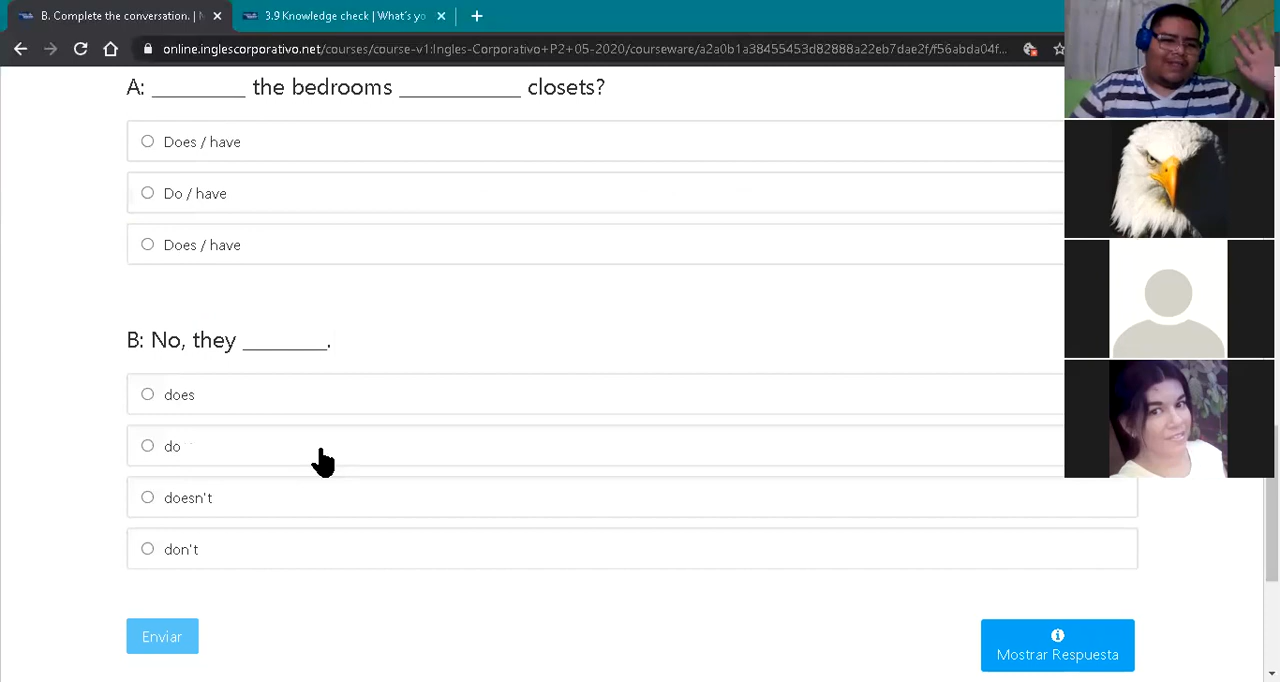 B. Complete the conversation. |
3.9 Knowledge check | What's yo
online.inglescorporativo.net/courses/course-v1:Ingles-Corporativo+P2+05-2020/courseware/a2a0b1a38455453d82888a22eb7dae2f/f56abda04f...
A: ________ the bedrooms __________ closets?
Does / have
Do / have
Does / have
B: No, they _______.
does
do
doesn't
don't
Enviar
Mostrar Respuesta